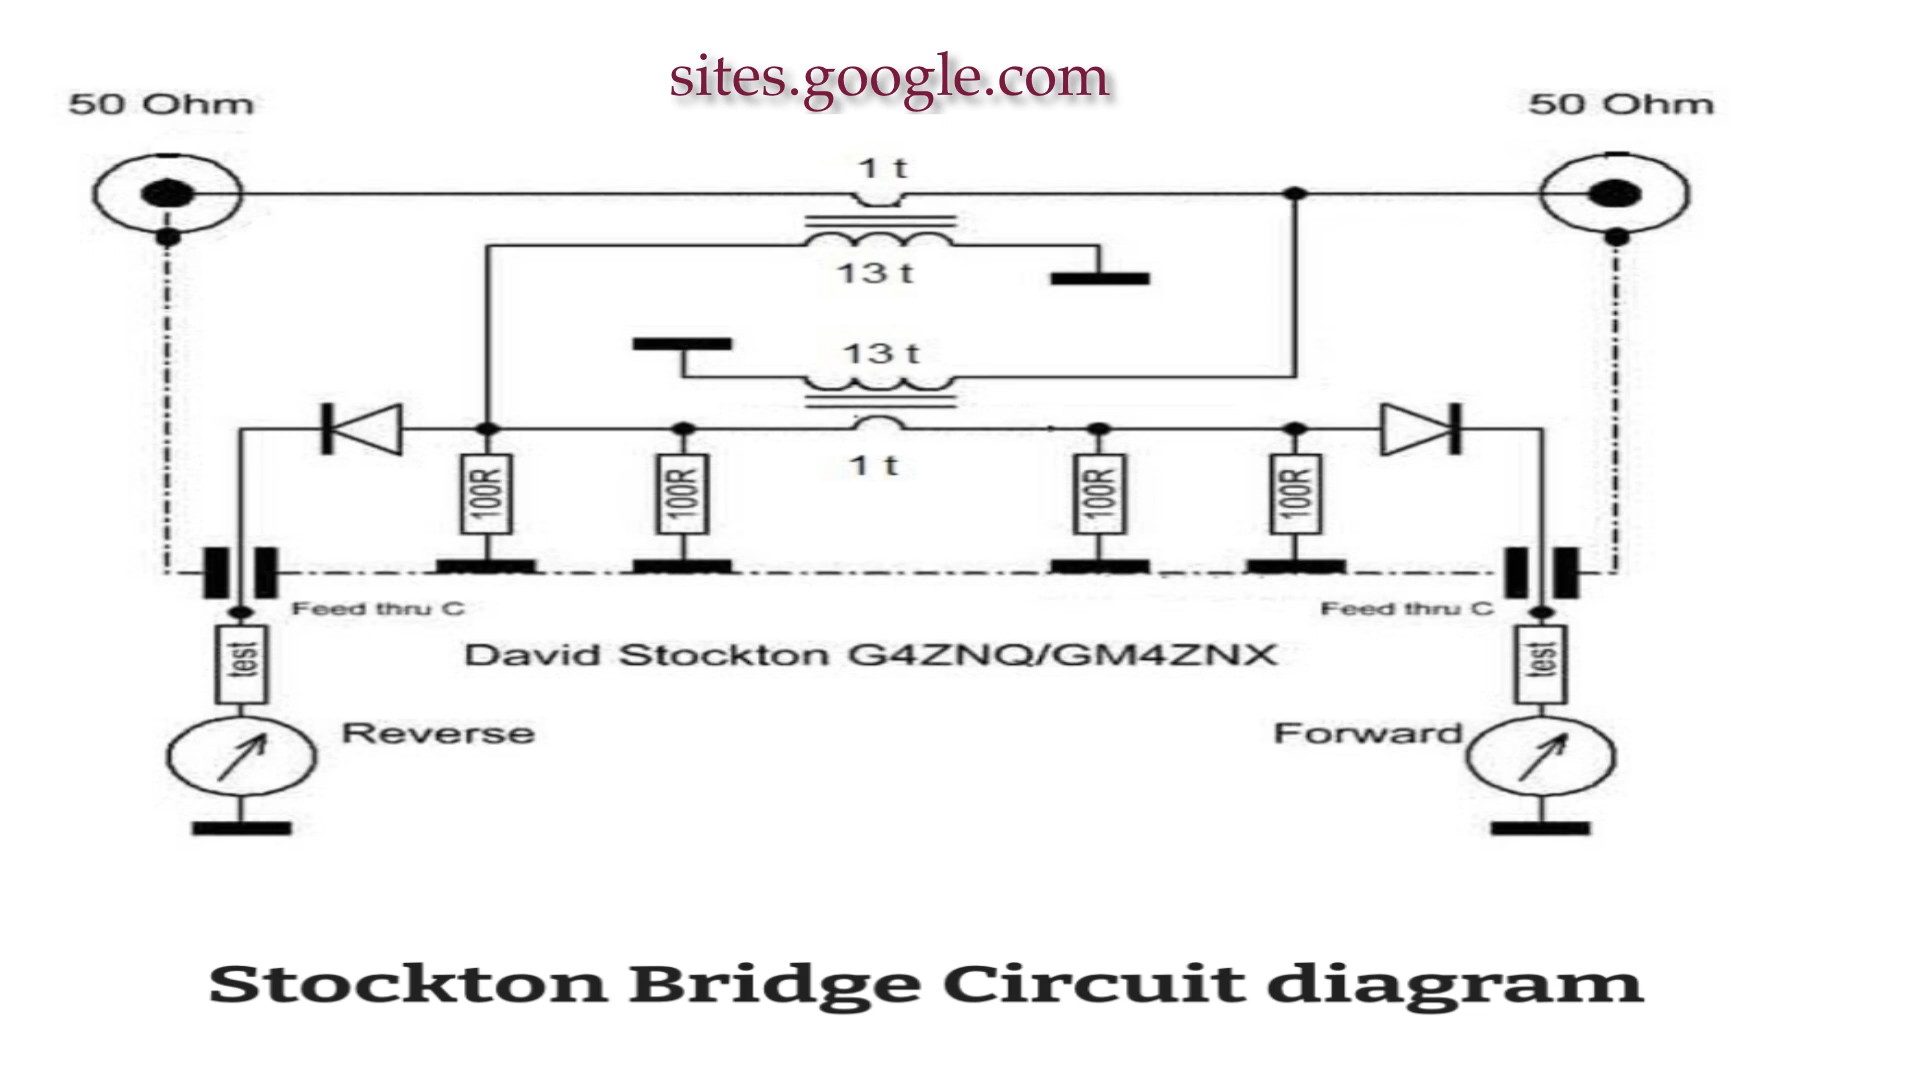 sites.google.com
50 Ohm
50 Ohm
1 t
13 t
13 t
1 t
100R
100R
100R
100R
Feed thru C
Feed thru C
test
David Stockton G4ZNQ/GM4ZNX
test
Reverse
Forward
Stockton Bridge Circuit diagram